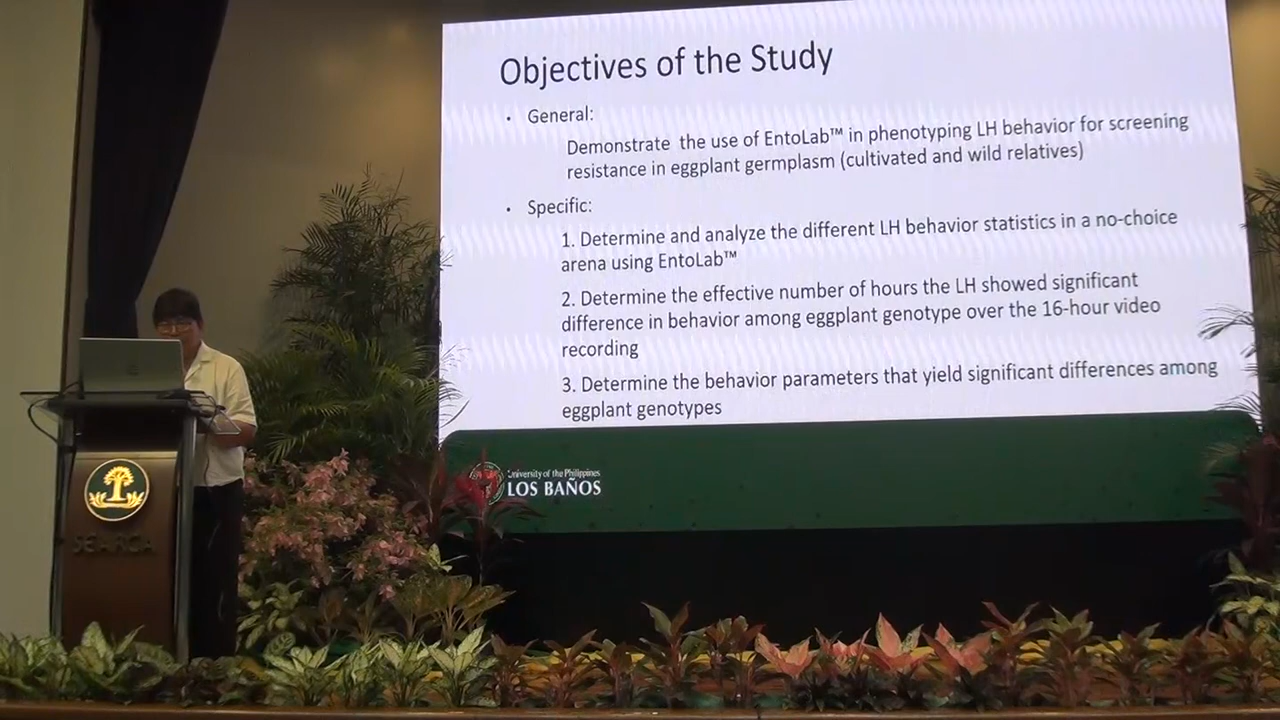 Objectives of the Study
• General:
Demonstrate the use of EntoLab™ in phenotyping LH behavior for screening
resistance in eggplant germplasm (cultivated and wild relatives)
• Specific:
1. Determine and analyze the different LH behavior statistics in a no-choice
arena using EntoLab™
2. Determine the effective number of hours the LH showed significant
difference in behavior among eggplant genotype over the 16-hour video
recording
3. Determine the behavior parameters that yield significant differences among
eggplant genotypes
University of the Philippines
LOS BAÑOS
SEARCA